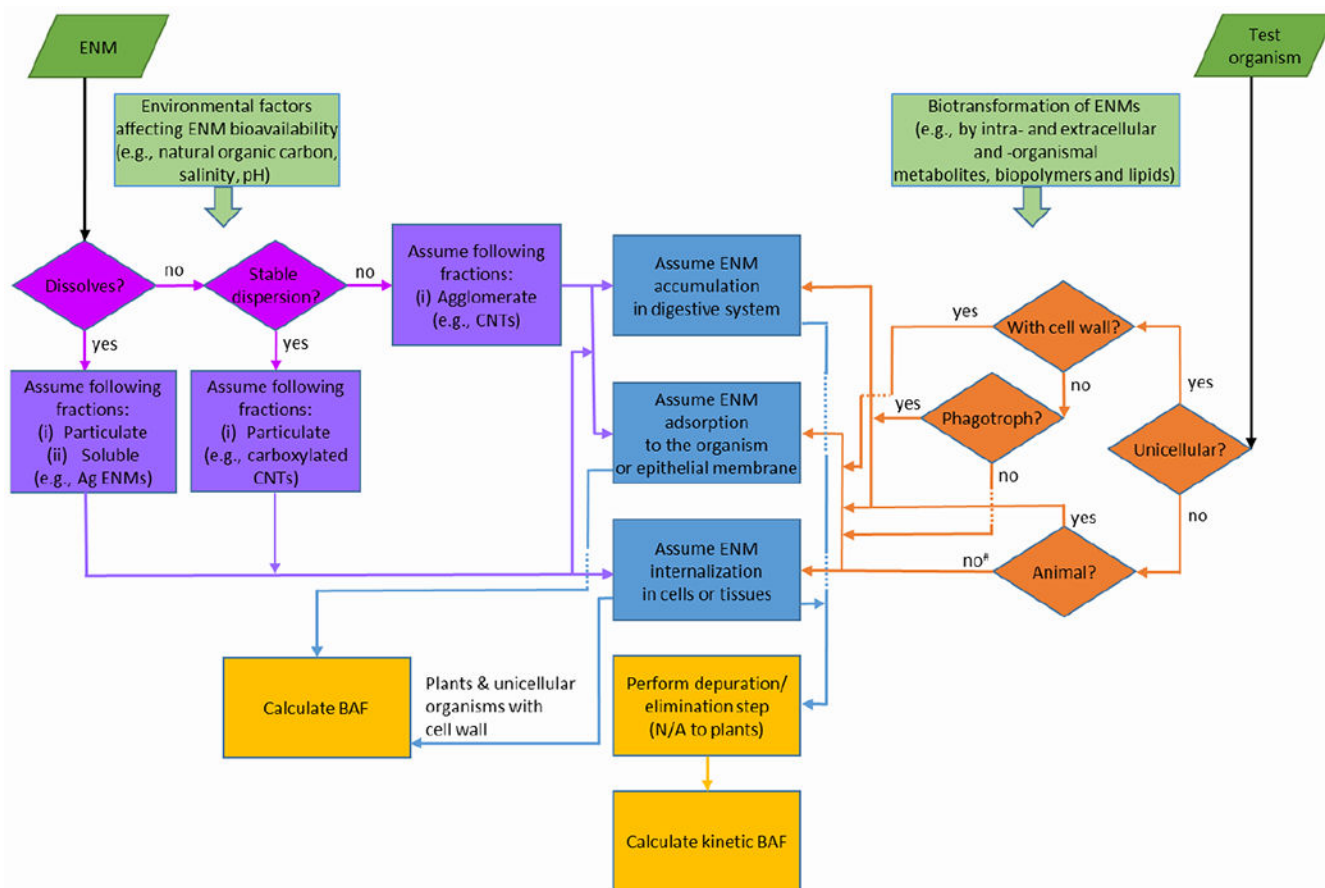 ENM
Test
organism
Environmental factors
affecting ENM bioavailability
(e.g., natural organic carbon,
salinity, pH)
Biotransformation of ENMs
(e.g., by intra- and extracellular
and -organismal
metabolites, biopolymers and lipids)
Dissolves?
no
Stable
dispersion?
no
Assume following
fractions:
(i) Agglomerate
(e.g., CNTs)
yes
yes
Assume following
fractions:
(i) Particulate
(ii) Soluble
(e.g., Ag ENMs)
Assume following
fractions:
(i) Particulate
(e.g., carboxylated
CNTs)
Assume ENM
accumulation
in digestive system
Assume ENM
adsorption
to the organism
or epithelial membrane
Assume ENM
internalization
in cells or tissues
yes
With cell wall?
no
yes
yes
Phagotroph?
no
Unicellular?
no
yes
no#
Animal?
Calculate BAF
Plants & unicellular
organisms with
cell wall
Perform depuration/
elimination step
(N/A to plants)
Calculate kinetic BAF